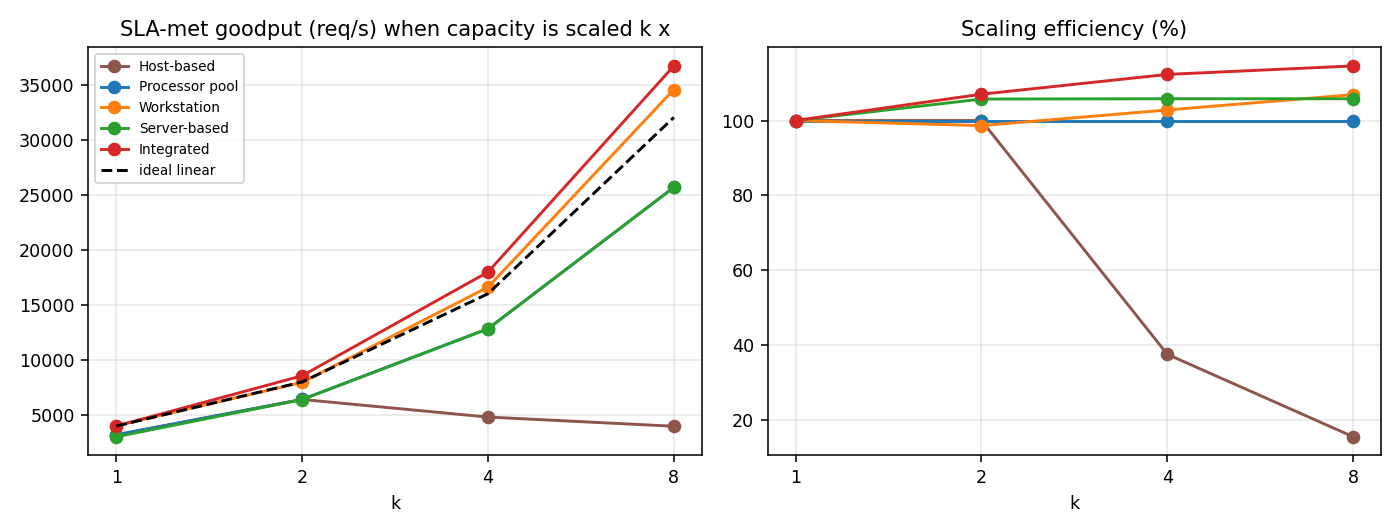 SLA-met goodput (req/s) when capacity is scaled k x
Host-based
Processor pool
Workstation
Server-based
Integrated
ideal linear
35000
30000
25000
20000
15000
10000
5000
1 2 4 8
k
Scaling efficiency (%)
100
80
60
40
20
1 2 4 8
k